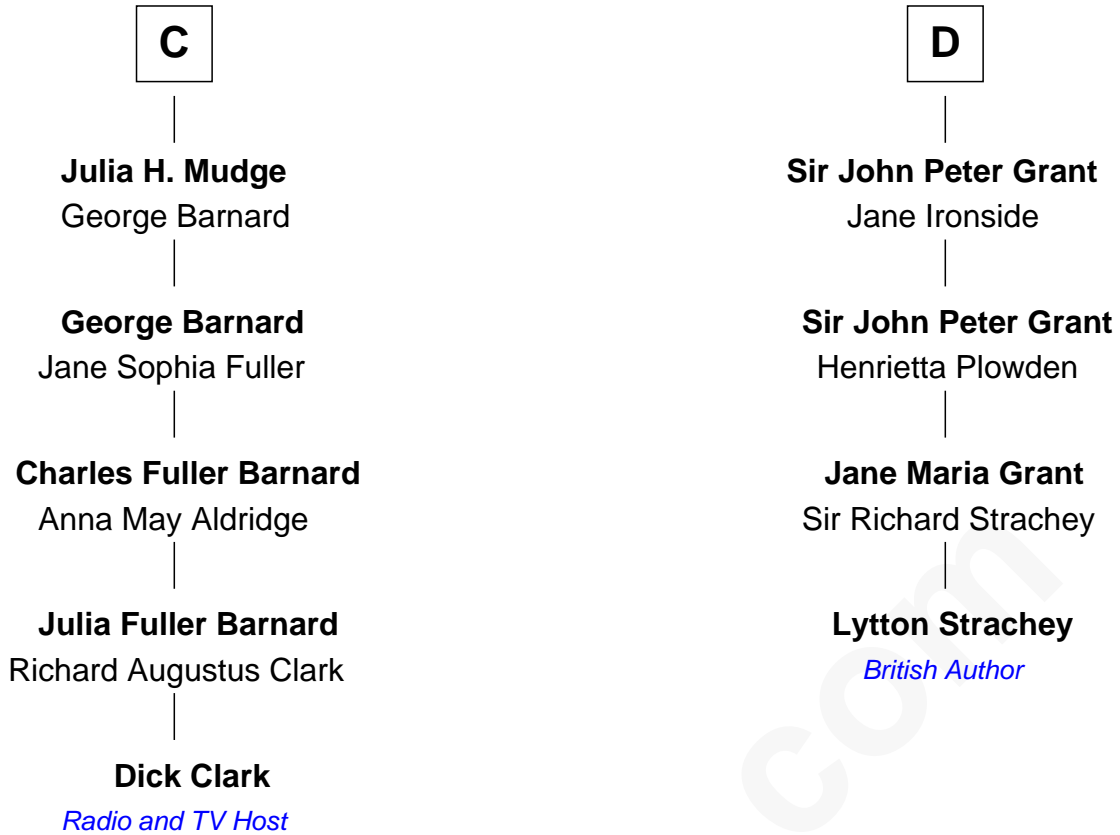 C
Julia H. Mudge
George Barnard
George Barnard
Jane Sophia Fuller
Charles Fuller Barnard
Anna May Aldridge
Julia Fuller Barnard
Richard Augustus Clark
Dick Clark
Radio and TV Host
D
Sir John Peter Grant
Jane Ironside
Sir John Peter Grant
Henrietta Plowden
Jane Maria Grant
Sir Richard Strachey
Lytton Strachey
British Author
com